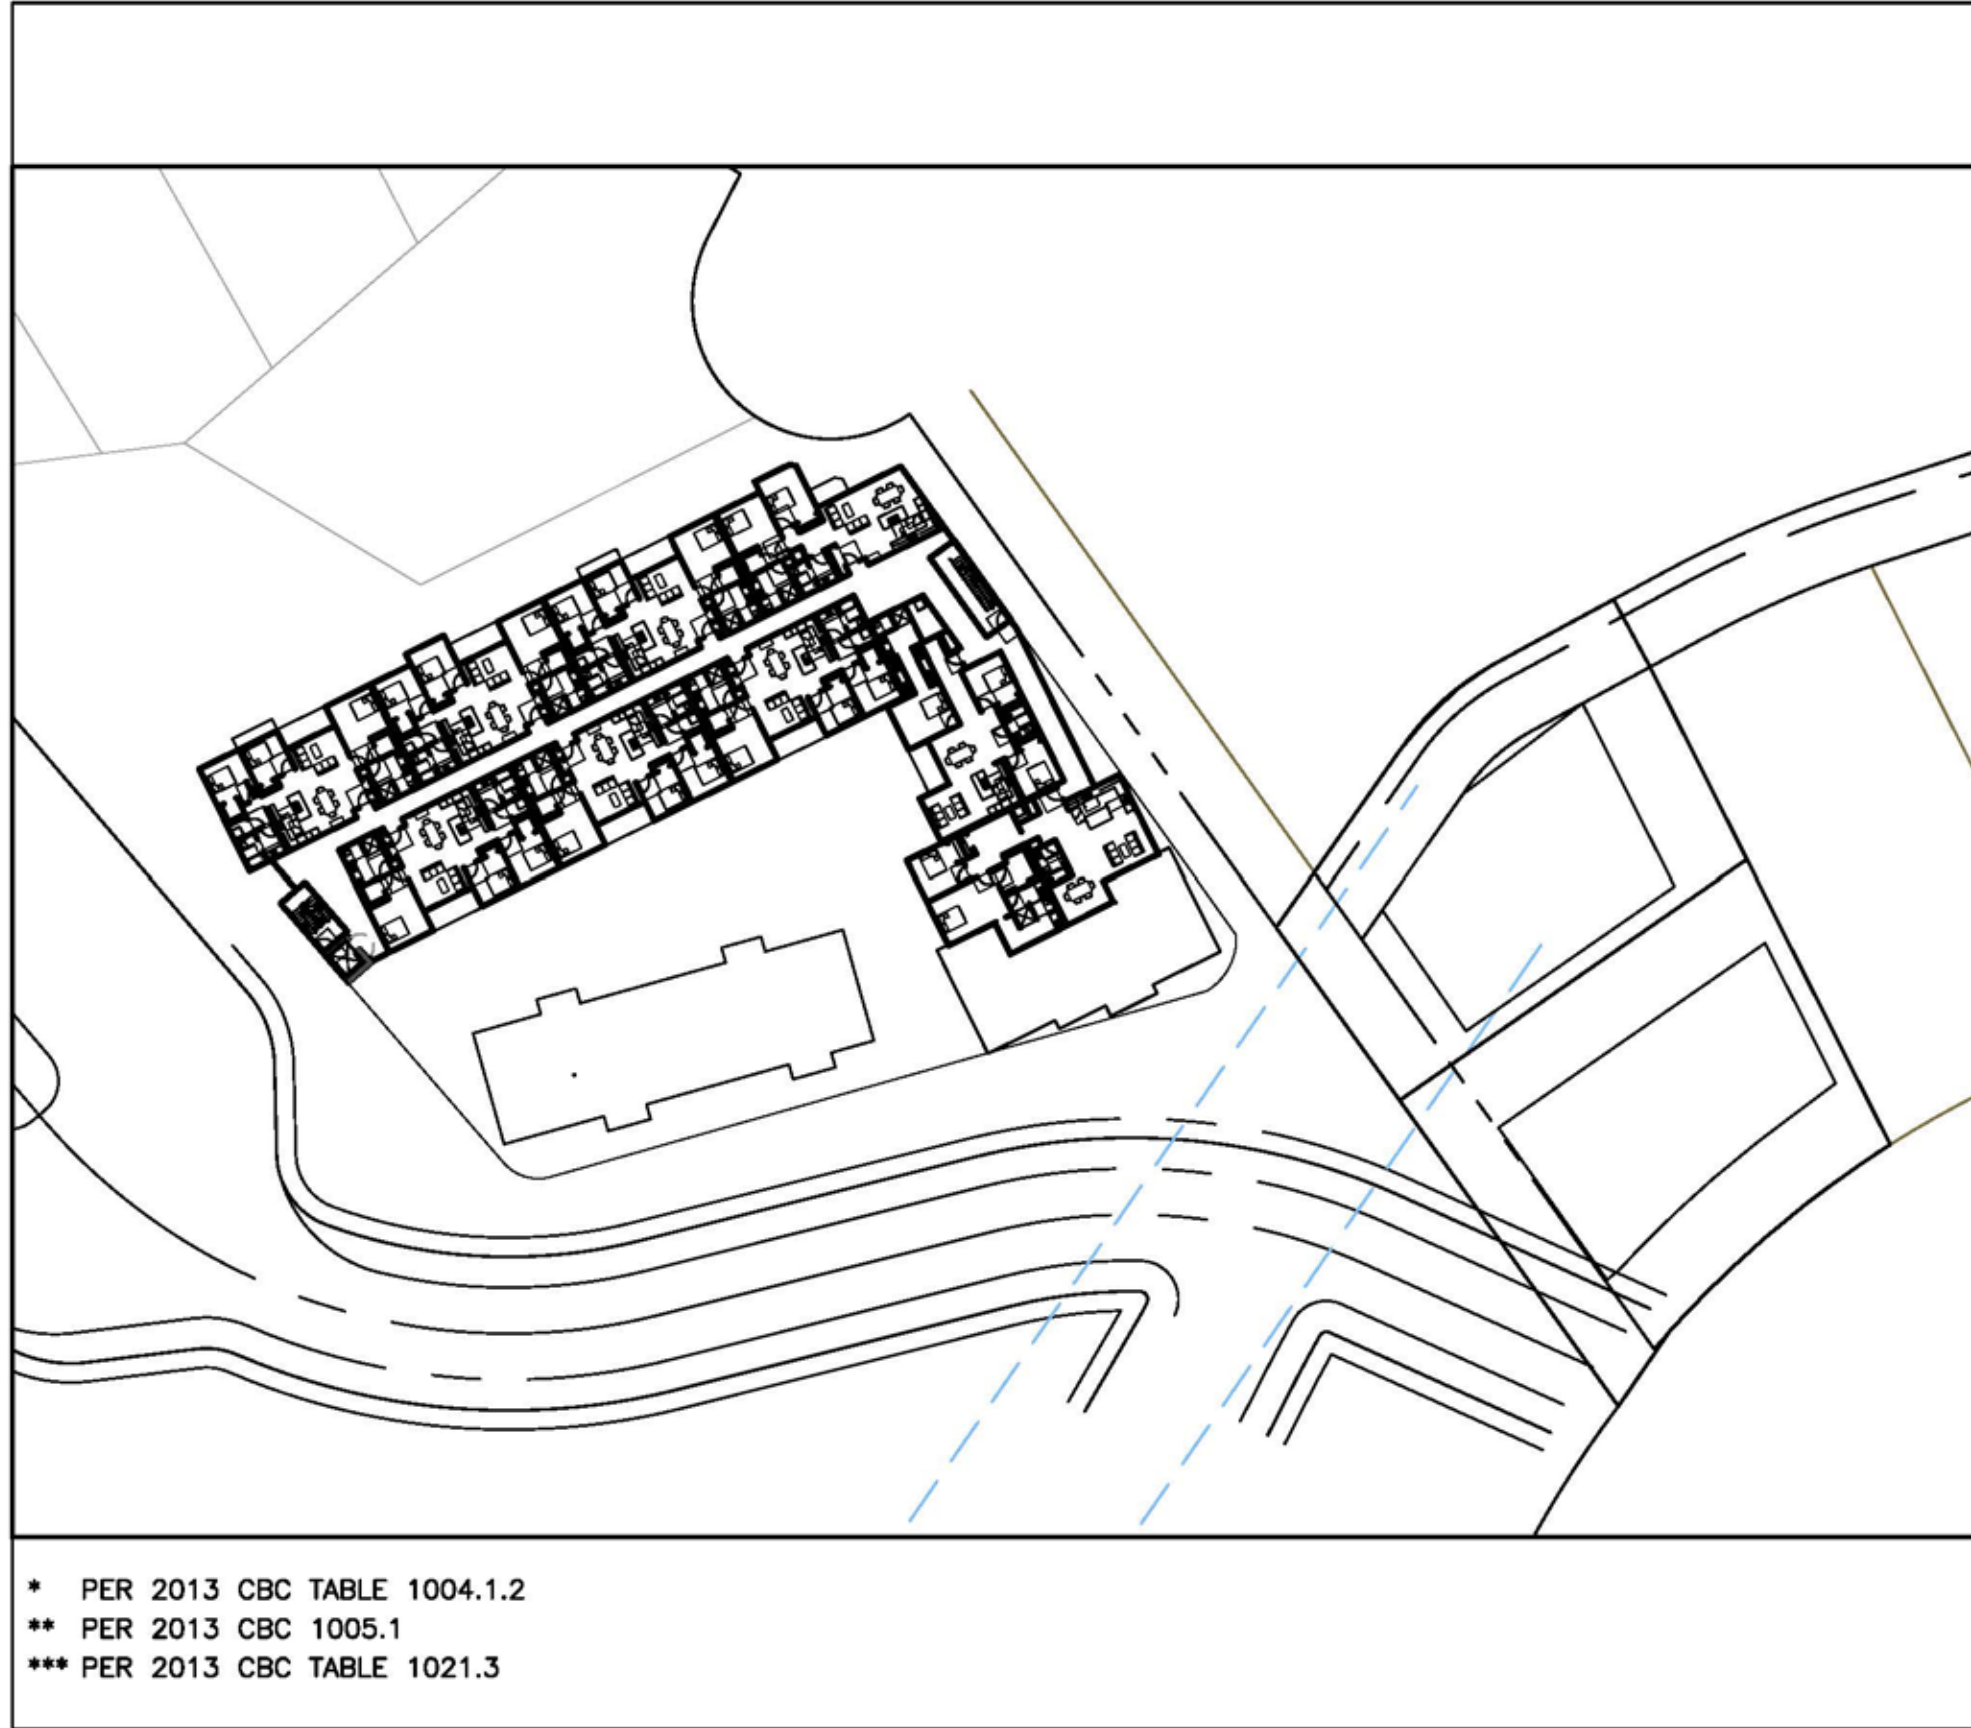 * PER 2013 CBC TABLE 1004.1.2
** PER 2013 CBC 1005.1
*** PER 2013 CBC TABLE 1021.3